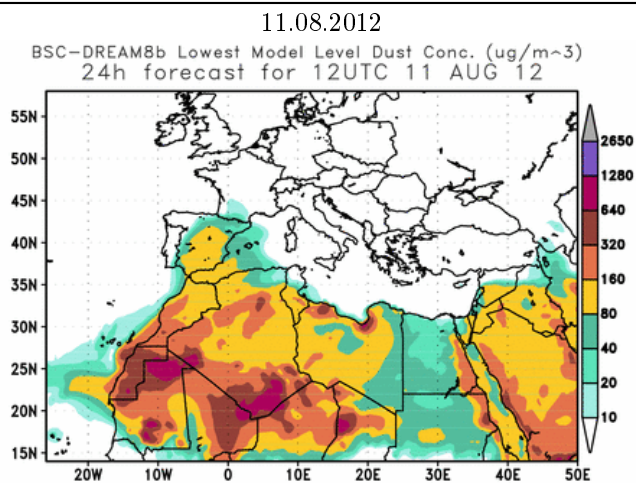 11.08.2012
BSC-DREAM8b Lowest Model Level Dust Conc. (ug/m^3)
24h forecast for 12UTC 11 AUG 12
55N
50N
45N
40N
35N
30N
25N
20N
15N
20W 10W 0 10E 20E 30E 40E 50E
2650
1280
640
320
160
80
40
20
10